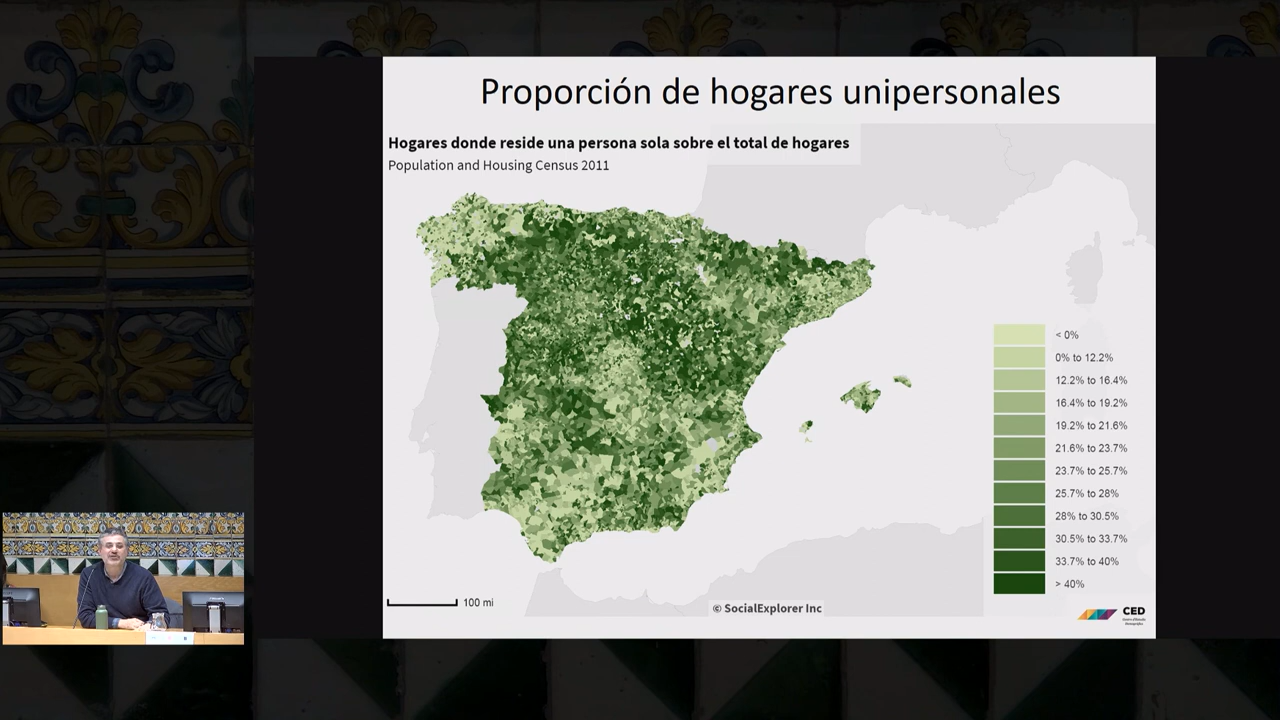 Proporción de hogares unipersonales
Hogares donde reside una persona sola sobre el total de hogares
Population and Housing Census 2011
< 0%
0% to 12.2%
12.2% to 16.4%
16.4% to 19.2%
19.2% to 21.6%
21.6% to 23.7%
23.7% to 25.7%
25.7% to 28%
28% to 30.5%
30.5% to 33.7%
33.7% to 40%
> 40%
100 mi
© SocialExplorer Inc
CED